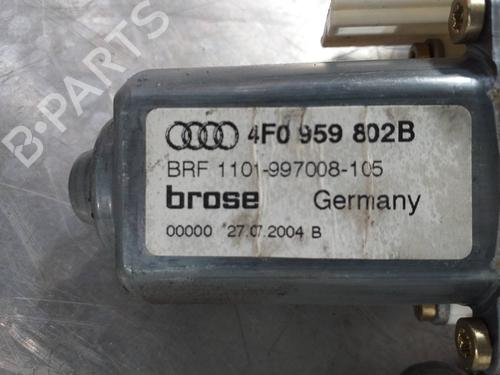 4F0 959 802B
BRF 1101-997008-105
brose Germany
00000 27.07.2004 B
B-PARTS